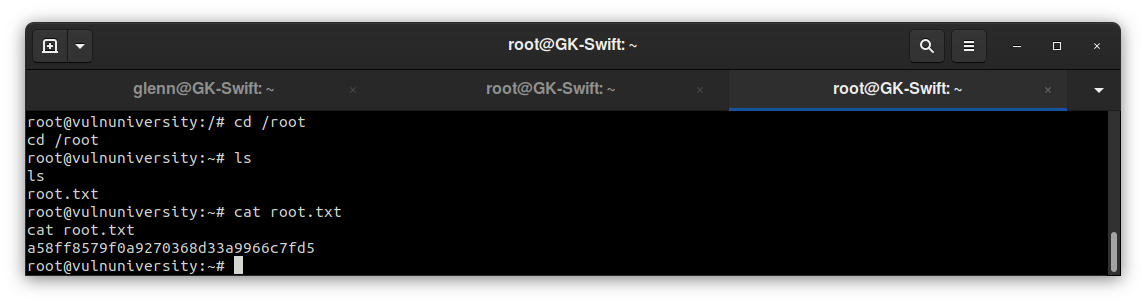 root@GK-Swift: ~
glenn@GK-Swift: ~
root@GK-Swift: ~
root@GK-Swift: ~
root@vulnuniversity:/# cd /root
cd /root
root@vulnuniversity:~# ls
ls
root.txt
root@vulnuniversity:~# cat root.txt
cat root.txt
a58ff8579f0a9270368d33a9966c7fd5
root@vulnuniversity:~#